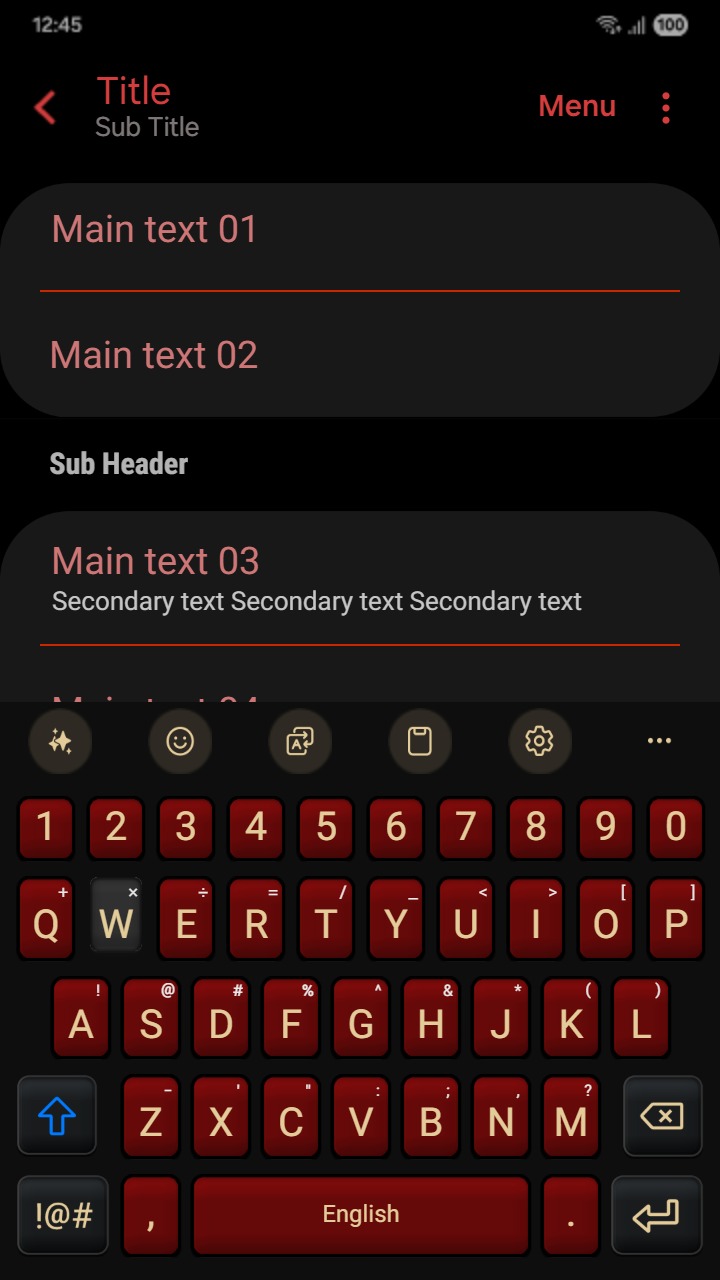 12:45
100
Title
Sub Title
Menu
Main text 01
Main text 02
Sub Header
Main text 03
Secondary text Secondary text Secondary text
1 2 3 4 5 6 7 8 9 0
+ × ÷ = / _ < > [ ]
Q W E R T Y U I O P
! @ # % ^ & * ( )
A S D F G H J K L
- ' " : ; , ?
Z X C V B N M
!@# , English .